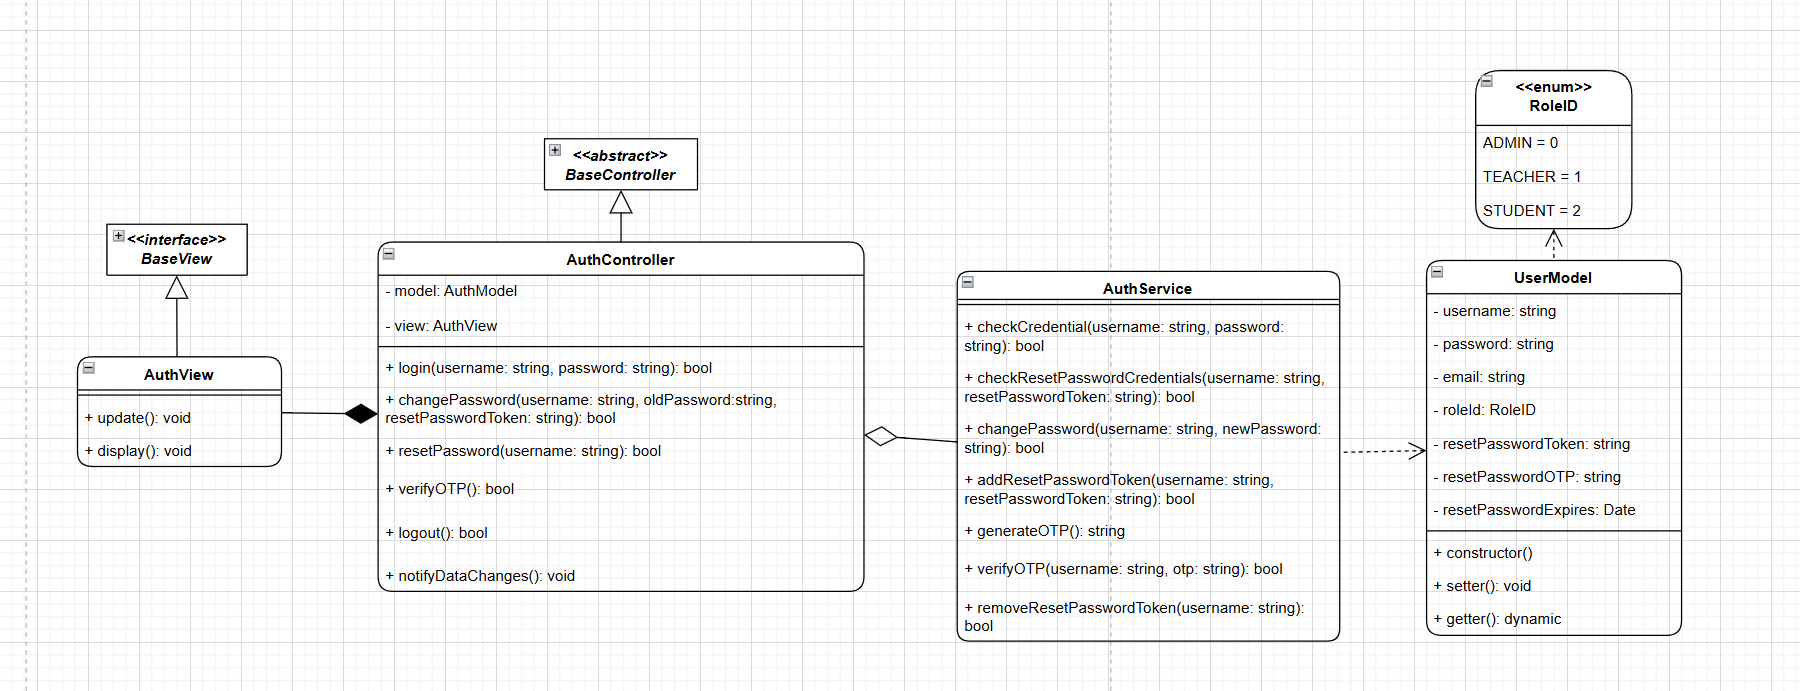 <<interface>>
BaseView
AuthView
+ update(): void
+ display(): void
<<abstract>>
BaseController
AuthController
- model: AuthModel
- view: AuthView
+ login(username: string, password: string): bool
+ changePassword(username: string, oldPassword:string,
resetPasswordToken: string): bool
+ resetPassword(username: string): bool
+ verifyOTP(): bool
+ logout(): bool
+ notifyDataChanges(): void
AuthService
+ checkCredential(username: string, password:
string): bool
+ checkResetPasswordCredentials(username: string,
resetPasswordToken: string): bool
+ changePassword(username: string, newPassword:
string): bool
+ addResetPasswordToken(username: string,
resetPasswordToken: string): bool
+ generateOTP(): string
+ verifyOTP(username: string, otp: string): bool
+ removeResetPasswordToken(username: string):
bool
<<enum>>
RoleID
ADMIN = 0
TEACHER = 1
STUDENT = 2
UserModel
- username: string
- password: string
- email: string
- roleId: RoleID
- resetPasswordToken: string
- resetPasswordOTP: string
- resetPasswordExpires: Date
+ constructor()
+ setter(): void
+ getter(): dynamic